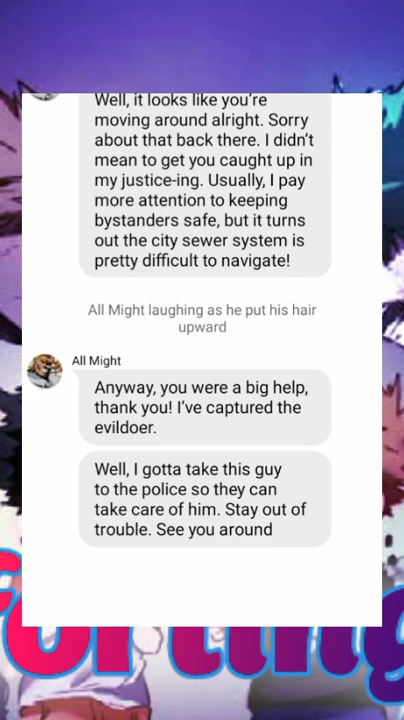 Well, it looks like you're
moving around alright. Sorry
about that back there. I didn't
mean to get you caught up in
my justice-ing. Usually, I pay
more attention to keeping
bystanders safe, but it turns
out the city sewer system is
pretty difficult to navigate!
All Might laughing as he put his hair
upward
All Might
Anyway, you were a big help,
thank you! I've captured the
evildoer.
Well, I gotta take this guy
to the police so they can
take care of him. Stay out of
trouble. See you around